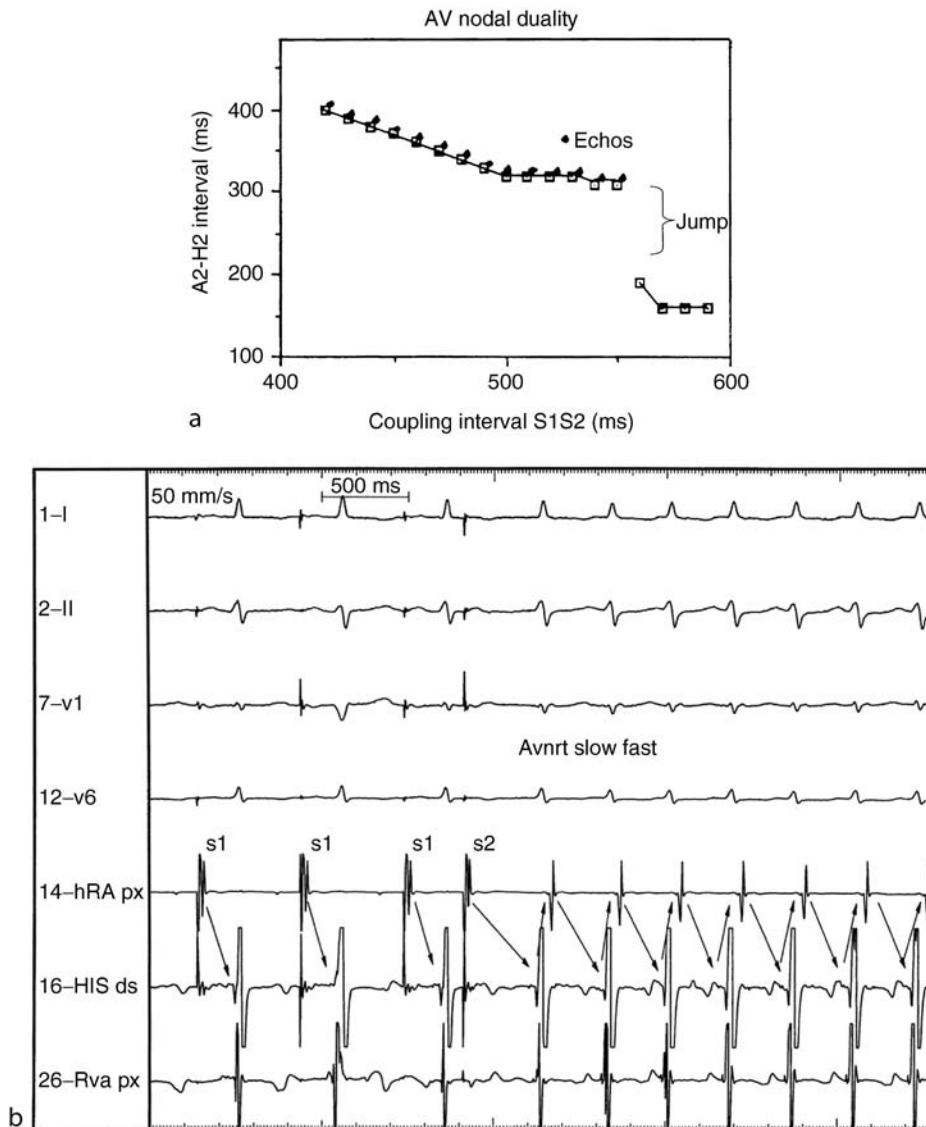 AV nodal duality
A2-H2 interval (ms)
400
300
200
100
Echos
Jump
400 500 600
a
Coupling interval S1S2 (ms)
50 mm/s
500 ms
1–I
2–II
7–v1
Avnrt slow fast
12–v6
s1 s1 s1 s2
14–hRA px
16–HIS ds
26–Rva px
b